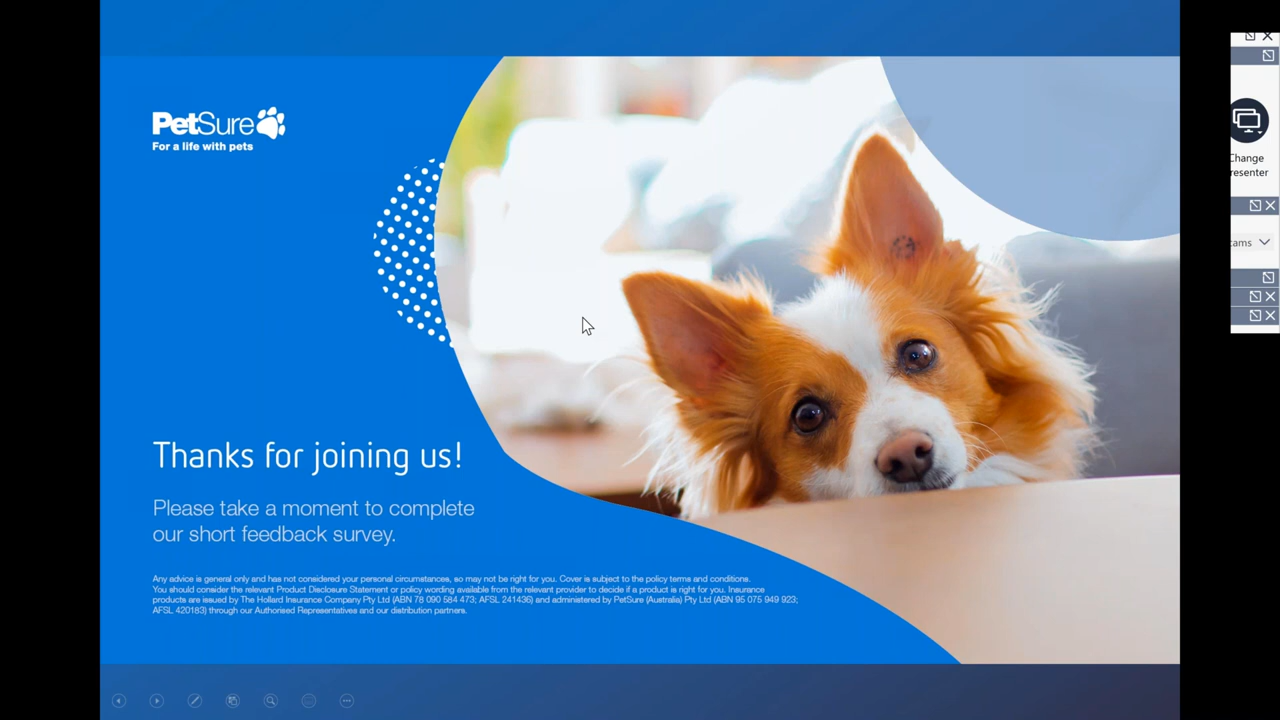 PetSure
For a life with pets
Change
resenter
Thanks for joining us!
Please take a moment to complete
our short feedback survey.
Any advice is general only and has not considered your personal circumstances, so may not be right for you. Cover is subject to the policy terms and conditions.
You should consider the relevant Product Disclosure Statement or policy wording available from the relevant provider to decide if a product is right for you. Insurance
products are issued by The Hollard Insurance Company Pty Ltd (ABN 78 090 584 473; AFSL 241436) and administered by PetSure (Australia) Pty Ltd (ABN 95 075 949 923;
AFSL 420183) through our Authorised Representatives and our distribution partners.